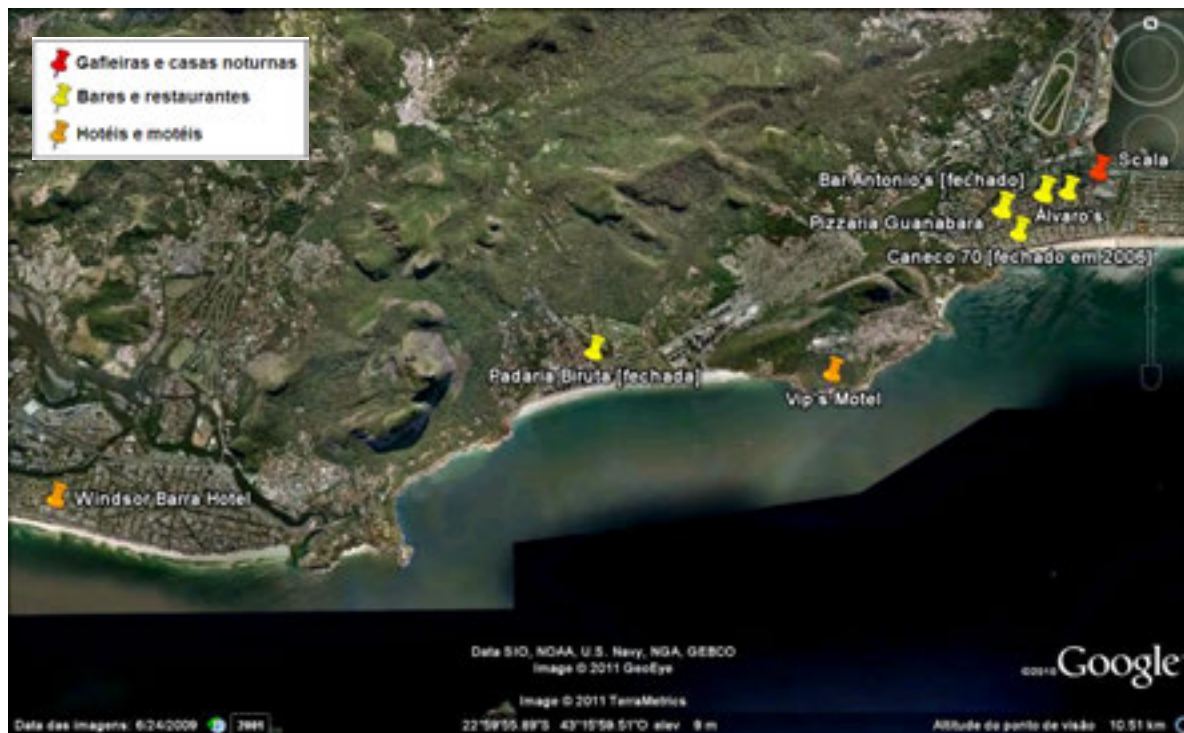 Gafieiras e casas noturnas
Bares e restaurantes
Hotéis e motéis
N
Scala
Bar Antonio's [fechado]
Alvaro's
Pizzaria Guanabara
Caneco 70 [fechado em 2006]
Padaria Biruta [fechada]
Vip's Motel
Windsor Barra Hotel
Data SIO, NOAA, U.S. Navy, NGA, GEBCO
Image © 2011 GeoEye
©2010 Google
Image © 2011 TerraMetrics
Data das imagens: 6/24/2009
22°59'55.89"S 43°15'59.51"O elev 9 m
Altitude do ponto de visão 10.51 km